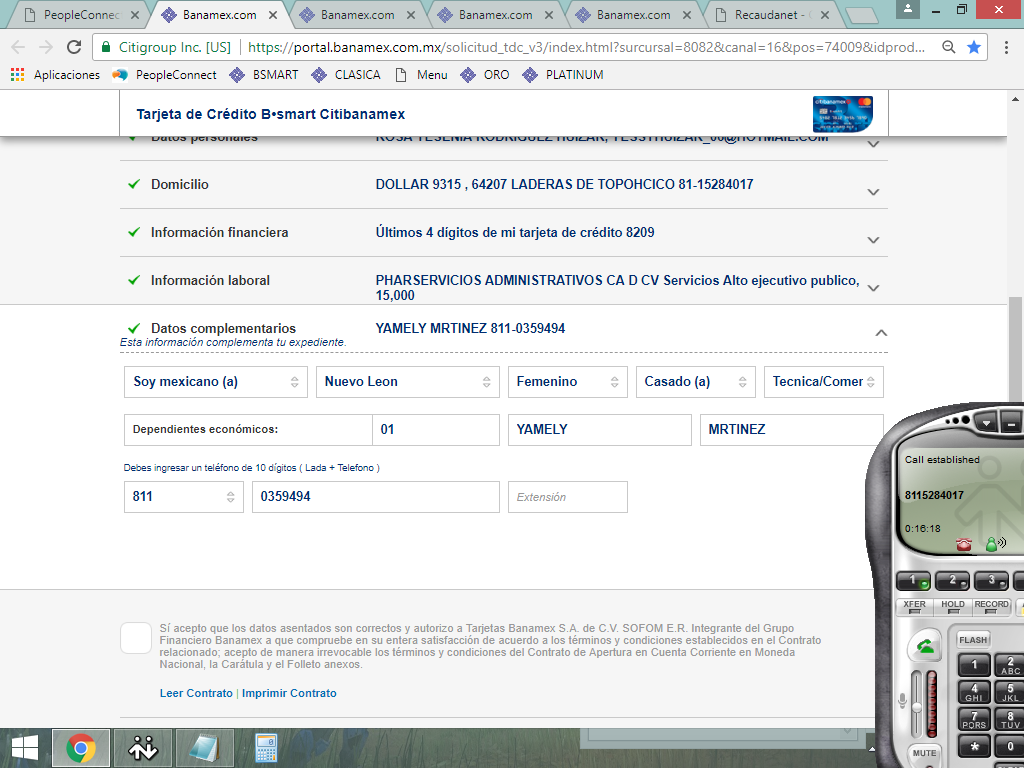 PeopleConnec
Banamex.com
Banamex.com
Banamex.com
Banamex.com
Recaudanet -
Citigroup Inc. [US]
https://portal.banamex.com.mx/solicitud_tdc_v3/index.html?surcursal=8082&canal=16&pos=74009&idprod...
Aplicaciones
PeopleConnect
BSMART
CLASICA
Menu
ORO
PLATINUM
Tarjeta de Crédito B•smart Citibanamex
citibanamex
Datos personales
ROSA YESENIA RODRIGUEZ HUIZAR, YESSYHUIZAR_66@HOTMAIL.COM
Domicilio
DOLLAR 9315 , 64207 LADERAS DE TOPOHCICO 81-15284017
Información financiera
Últimos 4 dígitos de mi tarjeta de crédito 8209
Información laboral
PHARSERVICIOS ADMINISTRATIVOS CA D CV Servicios Alto ejecutivo publico,
15,000
Datos complementarios
YAMELY MRTINEZ 811-0359494
Esta información complementa tu expediente.
Soy mexicano (a)
Nuevo Leon
Femenino
Casado (a)
Tecnica/Comer
Dependientes económicos:
01
YAMELY
MRTINEZ
Debes ingresar un teléfono de 10 dígitos ( Lada + Telefono )
811
0359494
Extensión
Sí acepto que los datos asentados son correctos y autorizo a Tarjetas Banamex S.A. de C.V. SOFOM E.R. Integrante del Grupo
Financiero Banamex a que compruebe en su entera satisfacción de acuerdo a los términos y condiciones establecidos en el Contrato
relacionado; acepto de manera irrevocable los términos y condiciones del Contrato de Apertura en Cuenta Corriente en Moneda
Nacional, la Carátula y el Folleto anexos.
Leer Contrato | Imprimir Contrato
Call established
8115284017
0:16:18
1
2
3
XFER
HOLD
RECORD
FLASH
1
2
ABC
4
GHI
5
JKL
7
PQRS
8
TUV
*
0
MUTE